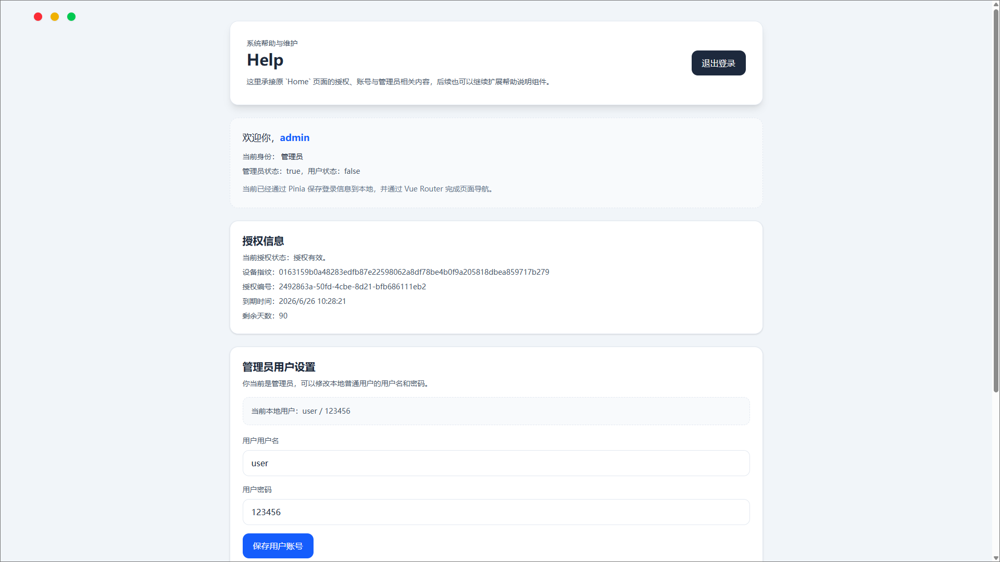 系统帮助与维护
Help
这里承接原 `Home` 页面的授权、账号与管理员相关内容，后续也可以继续扩展帮助说明组件。
退出登录
欢迎你，admin
当前身份： 管理员
管理员状态：true，用户状态：false
当前已经通过 Pinia 保存登录信息到本地，并通过 Vue Router 完成页面导航。
授权信息
当前授权状态：授权有效。
设备指纹：0163159b0a48283edfb87e22598062a8df78be4b0f9a205818dbea859717b279
授权编号：2492863a-50fd-4cbe-8d21-bfb686111eb2
到期时间：2026/6/26 10:28:21
剩余天数：90
管理员用户设置
你当前是管理员，可以修改本地普通用户的用户名和密码。
当前本地用户：user / 123456
用户用户名
user
用户密码
123456
保存用户账号